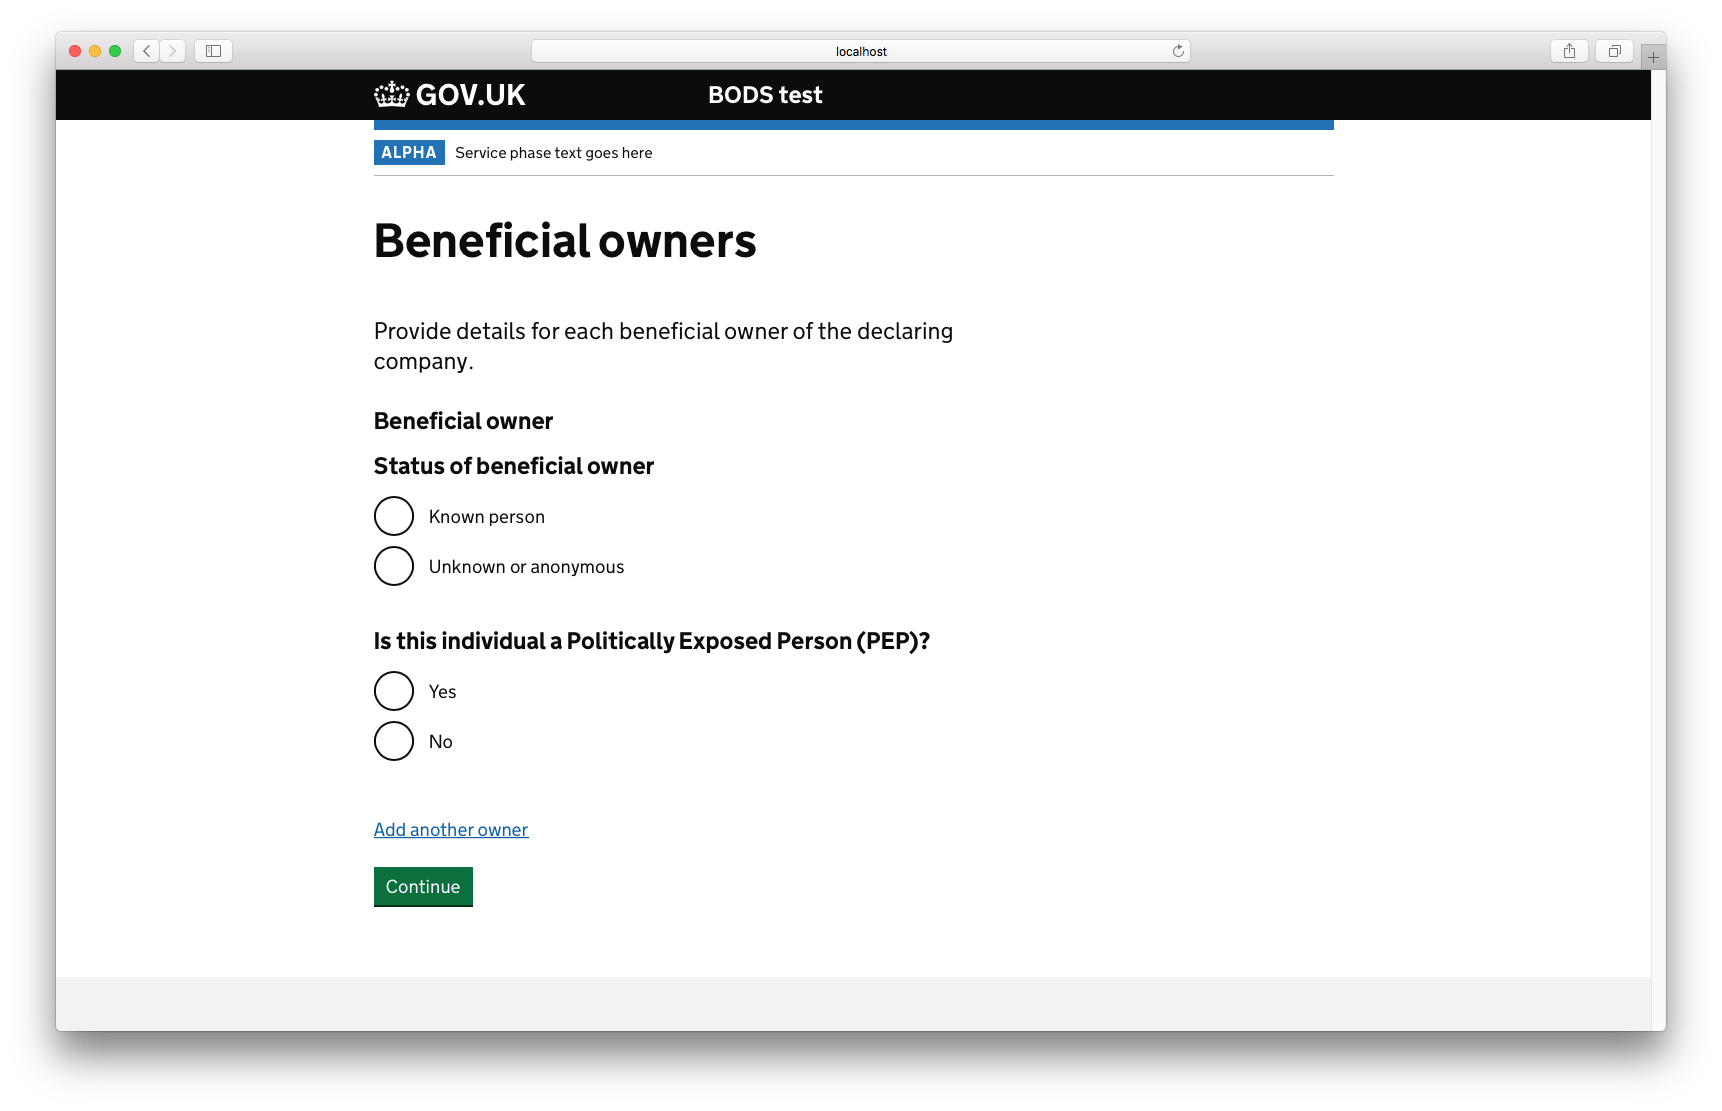 localhost
GOV.UK
BODS test
ALPHA Service phase text goes here
Beneficial owners
Provide details for each beneficial owner of the declaring
company.
Beneficial owner
Status of beneficial owner
Known person
Unknown or anonymous
Is this individual a Politically Exposed Person (PEP)?
Yes
No
Add another owner
Continue